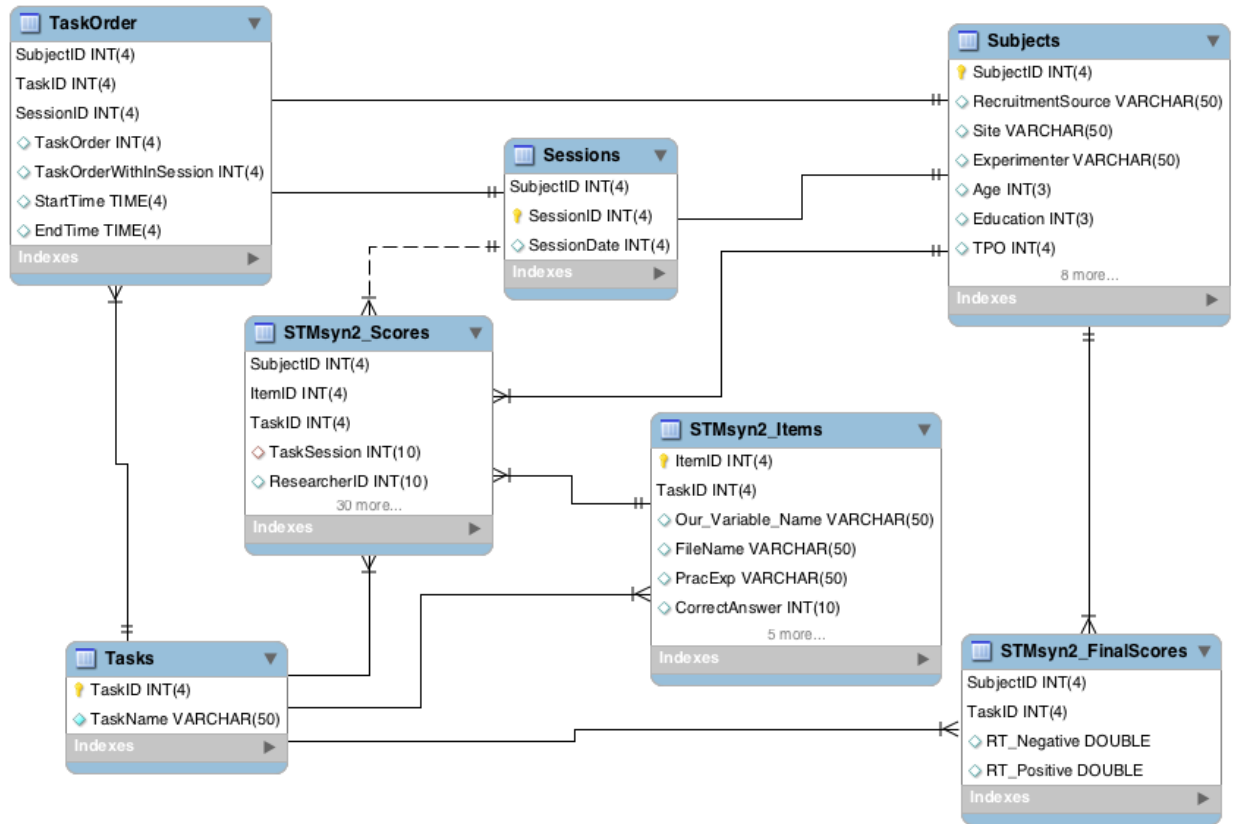 TaskOrder
SubjectID INT(4)
TaskID INT(4)
SessionID INT(4)
TaskOrder INT(4)
TaskOrderWithInSession INT(4)
StartTime TIME(4)
EndTime TIME(4)
Indexes
Subjects
SubjectID INT(4)
RecruitmentSource VARCHAR(50)
Site VARCHAR(50)
Experimenter VARCHAR(50)
Age INT(3)
Education INT(3)
TPO INT(4)
8 more...
Indexes
Sessions
SubjectID INT(4)
SessionID INT(4)
SessionDate INT(4)
Indexes
STMsyn2_Scores
SubjectID INT(4)
ItemID INT(4)
TaskID INT(4)
TaskSession INT(10)
ResearcherID INT(10)
30 more...
Indexes
STMsyn2_Items
ItemID INT(4)
TaskID INT(4)
Our_Variable_Name VARCHAR(50)
FileName VARCHAR(50)
PracExp VARCHAR(50)
CorrectAnswer INT(10)
5 more...
Indexes
Tasks
TaskID INT(4)
TaskName VARCHAR(50)
Indexes
STMsyn2_FinalScores
SubjectID INT(4)
TaskID INT(4)
RT_Negative DOUBLE
RT_Positive DOUBLE
Indexes